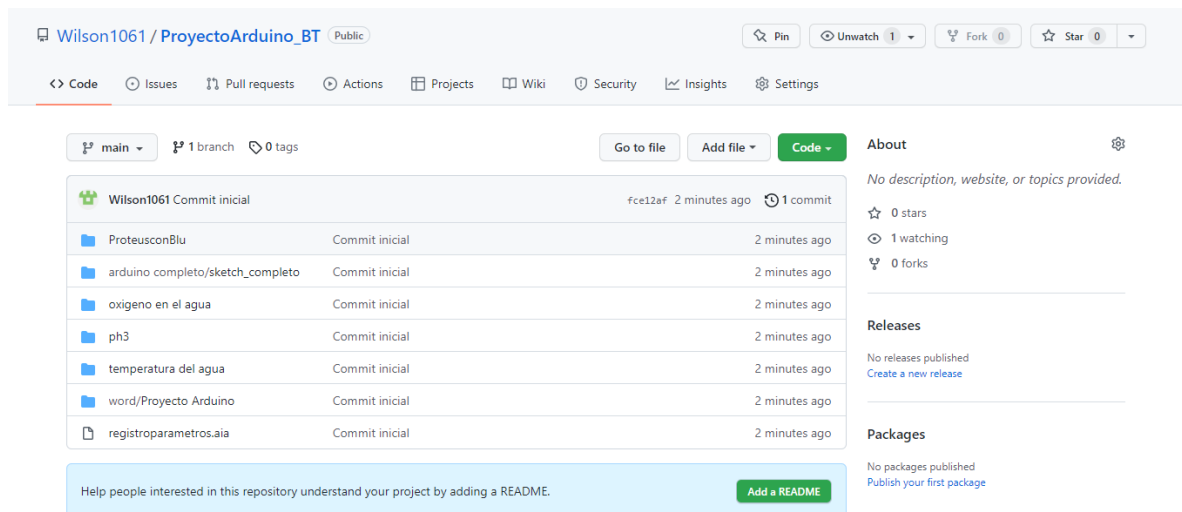 Wilson1061 / ProyectoArduino_BT Public
Pin
Unwatch 1
Fork 0
Star 0
Code
Issues
Pull requests
Actions
Projects
Wiki
Security
Insights
Settings
main
1 branch
0 tags
Go to file
Add file
Code
Wilson1061 Commit inicial fce12af 2 minutes ago 1 commit
ProteusconBlu Commit inicial 2 minutes ago
arduino completo/sketch_completo Commit inicial 2 minutes ago
oxigeno en el agua Commit inicial 2 minutes ago
ph3 Commit inicial 2 minutes ago
temperatura del agua Commit inicial 2 minutes ago
word/Proyecto Arduino Commit inicial 2 minutes ago
registroparametros.aia Commit inicial 2 minutes ago
Help people interested in this repository understand your project by adding a README.
Add a README
About
No description, website, or topics provided.
0 stars
1 watching
0 forks
Releases
No releases published
Create a new release
Packages
No packages published
Publish your first package